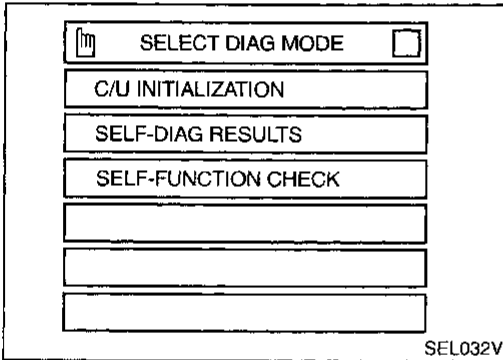 SELECT DIAG MODE
C/U INITIALIZATION
SELF-DIAG RESULTS
SELF-FUNCTION CHECK
SEL032V